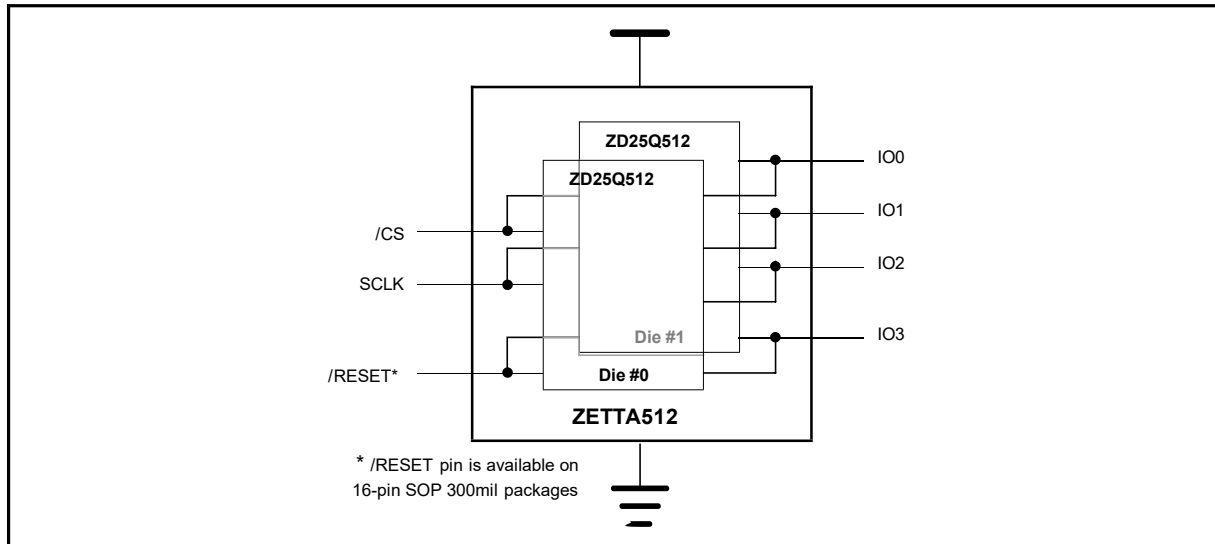 ZD25Q512
ZD25Q512
IO0
IO1
/CS
IO2
SCLK
IO3
Die #1
/RESET*
Die #0
ZETTA512
* /RESET pin is available on
16-pin SOP 300mil packages